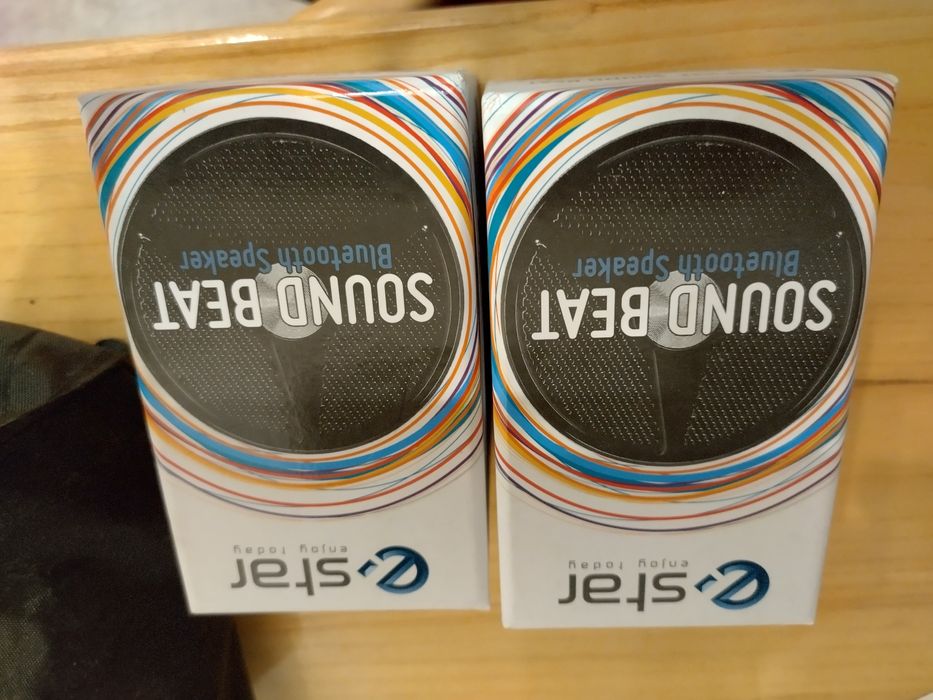 e·star
enjoy today
SOUND BEAT
Bluetooth Speaker
e·star
enjoy today
SOUND BEAT
Bluetooth Speaker